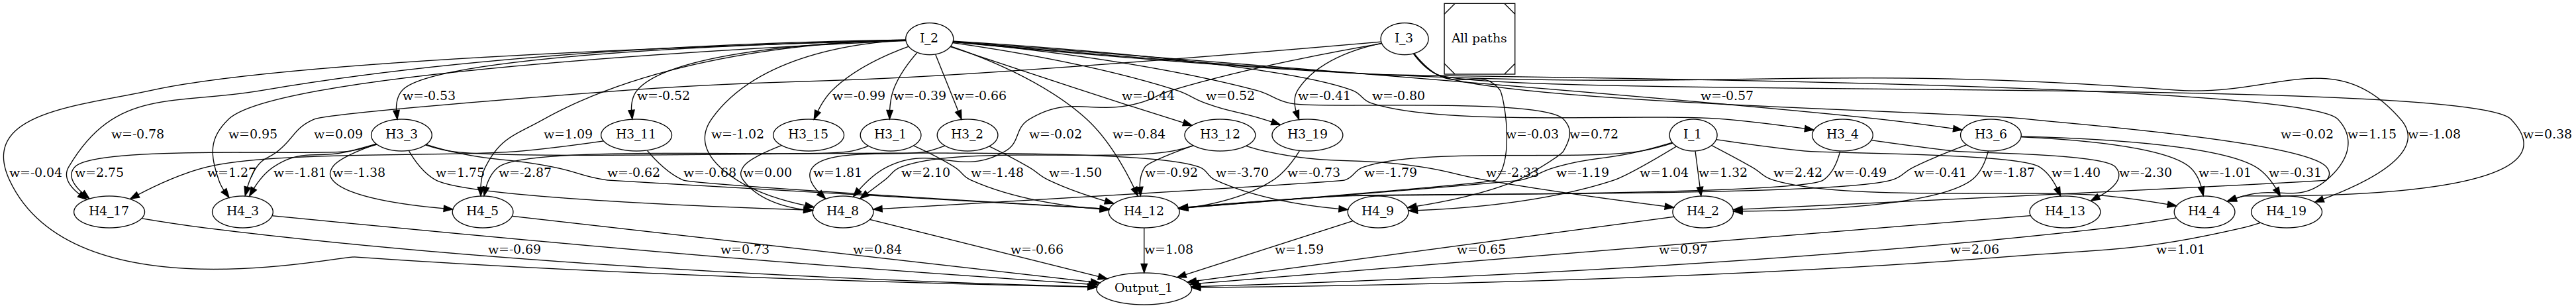 I_2 I_3 All paths
w=-0.53 w=-0.52 w=-0.99 w=-0.39 w=-0.66 w=-0.44 w=0.52 w=-0.41 w=-0.80 w=-0.57
w=-0.78 w=0.95 w=0.09 H3_3 w=1.09 H3_11 w=-1.02 H3_15 H3_1 H3_2 w=-0.02 w=-0.84 H3_12 H3_19 w=-0.03 w=0.72 I_1 H3_4 H3_6 w=-0.02 w=1.15 w=-1.08 w=0.38
w=-0.04 w=2.75 w=1.27 w=-1.81 w=-1.38 w=1.75 w=-2.87 w=-0.62 w=-0.68 w=0.00 w=1.81 w=2.10 w=-1.48 w=-1.50 w=-0.92 w=-3.70 w=-0.73 w=-1.79 w=-2.33 w=-1.19 w=1.04 w=1.32 w=2.42 w=-0.49 w=-0.41 w=-1.87 w=1.40 w=-2.30 w=-1.01 w=-0.31
H4_17 H4_3 H4_5 H4_8 H4_12 H4_9 H4_2 H4_13 H4_4 H4_19
w=-0.69 w=0.73 w=0.84 w=-0.66 w=1.08 w=1.59 w=0.65 w=0.97 w=2.06 w=1.01
Output_1